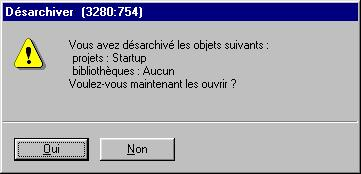 Désarchiver (3280:754)
Vous avez désarchivé les objets suivants :
projets : Startup
bibliothèques : Aucun
Voulez-vous maintenant les ouvrir ?
Oui
Non